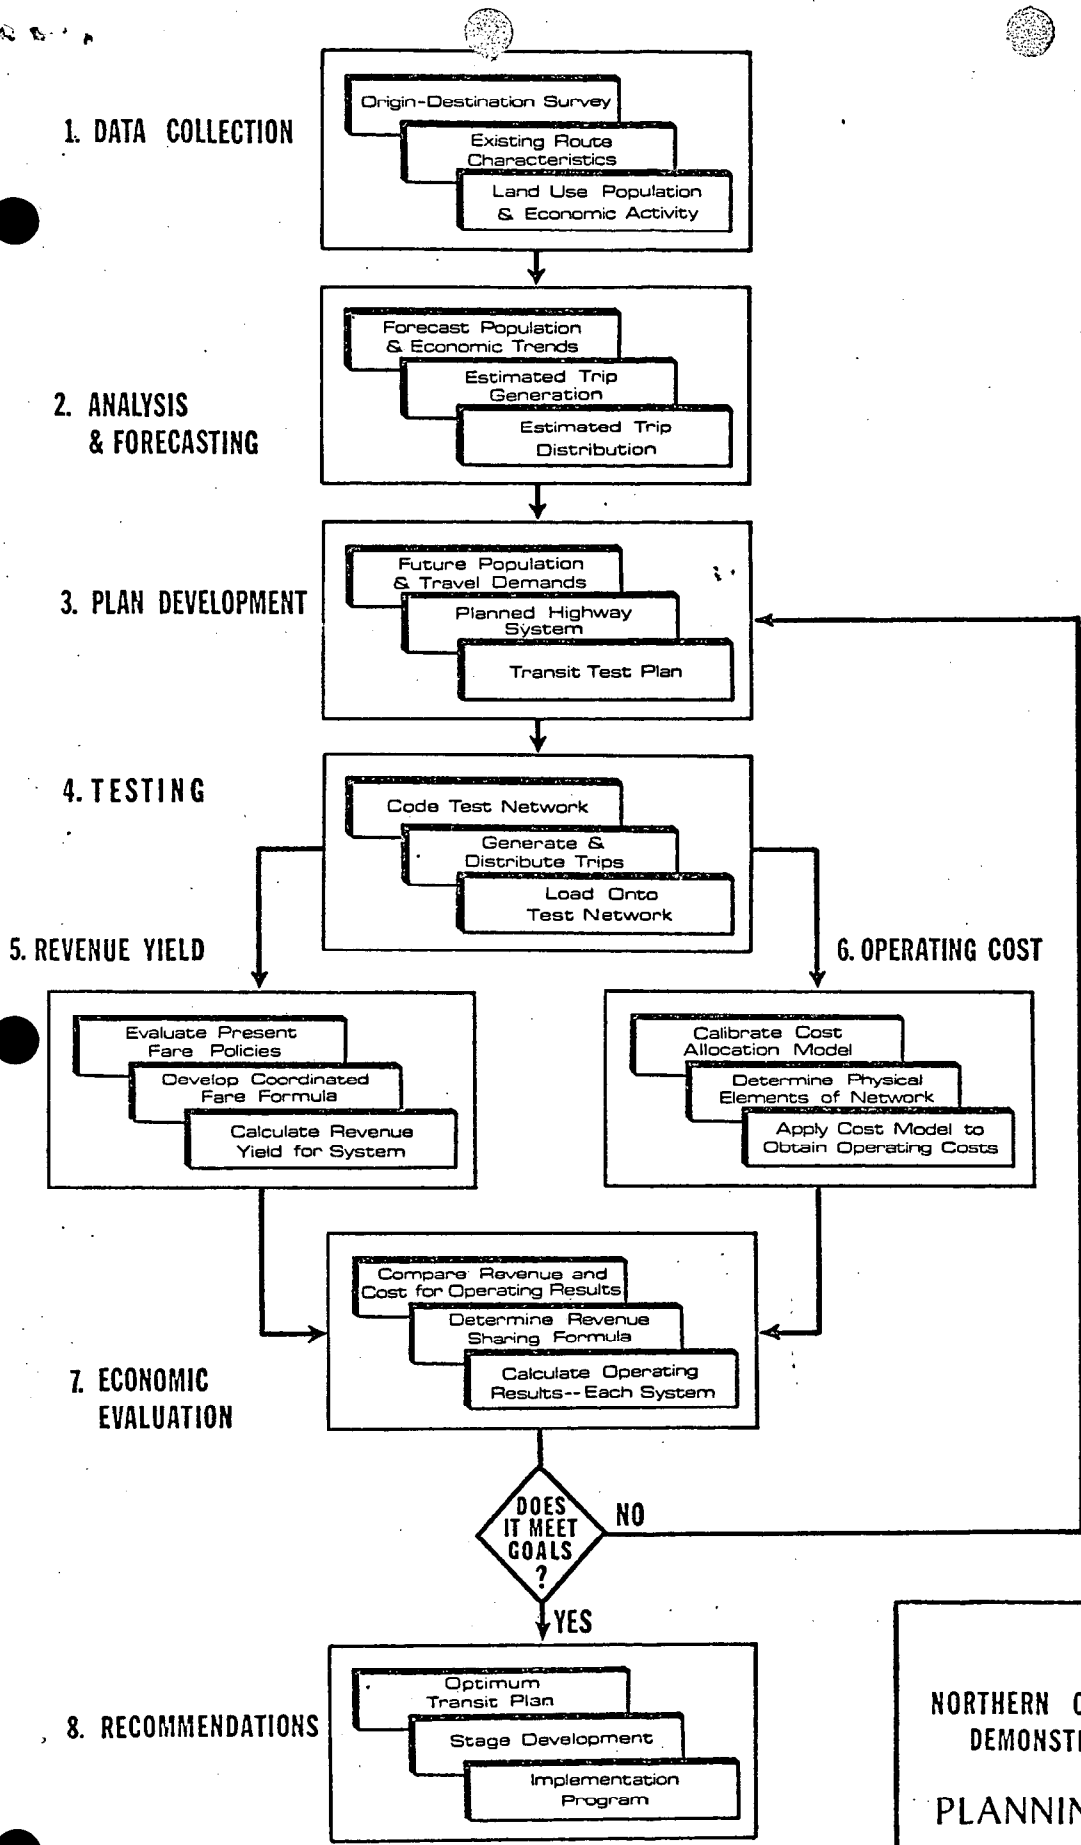 1. DATA COLLECTION
Origin-Destination Survey
Existing Route
Characteristics
Land Use Population
& Economic Activity
2. ANALYSIS
& FORECASTING
Forecast Population
& Economic Trends
Estimated Trip
Generation
Estimated Trip
Distribution
3. PLAN DEVELOPMENT
Future Population
& Travel Demands
Planned Highway
System
Transit Test Plan
4. TESTING
Code Test Network
Generate &
Distribute Trips
Load Onto
Test Network
5. REVENUE YIELD
Evaluate Present
Fare Policies
Develop Coordinated
Fare Formula
Calculate Revenue
Yield for System
6. OPERATING COST
Calibrate Cost
Allocation Model
Determine Physical
Elements of Network
Apply Cost Model to
Obtain Operating Costs
7. ECONOMIC
EVALUATION
Compare Revenue and
Cost for Operating Results
Determine Revenue
Sharing Formula
Calculate Operating
Results--Each System
DOES
IT MEET
GOALS
?
NO
YES
8. RECOMMENDATIONS
Optimum
Transit Plan
Stage Development
Implementation
Program
NORTHERN
DEMONST
PLANNIN